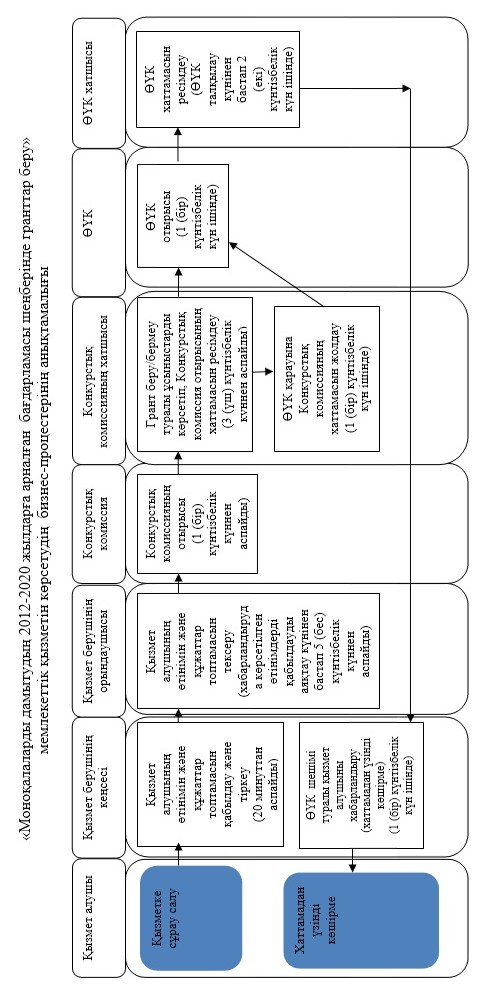 «Моноқалаларды дамытудың 2012-2020 жылдарға арналған бағдарламасы шеңберінде гранттар беру»
мемлекеттік қызметін көрсетудің бизнес-процестерінің анықтамалығы
Қызмет алушы
Қызмет берушінің
кеңсесі
Қызмет берушінің
орындаушысы
Конкурстық
комиссия
Конкурстық
комиссияның хатшысы
ӨҮК
ӨҮК хатшысы
Қызметке
сұрау салу
Қызмет
алушының
өтінімін және
құжаттар
топтамасын
қабылдау және
тіркеу
(20 минуттан
аспайды)
Қызмет
алушының
өтінімін және
құжаттар
топтамасын
тексеру
(хабарландыруд
а көрсетілген
өтінімдерді
қабылдауды
аяқтау күнінен
бастап 5 (бес)
күнтізбелік
күннен
аспайды)
Конкурстық
комиссияның
отырысы
(1 (бір)
күнтізбелік
күннен
аспайды)
Грант беру/бермеу
туралы ұсыныстарды
көрсетіп, Конкурстық
комиссия отырысының
хаттамасын ресімдеу
(3 (үш) күнтізбелік
күннен аспайды)
ӨҮК қарауына
Конкурстық
комиссияның
хаттамасын жолдау
(1 (бір) күнтізбелік
күн ішінде)
ӨҮК
отырысы
(1 (бір)
күнтізбелік
күн ішінде)
ӨҮК
хаттамасын
ресімдеу
(ӨҮК
талқылау
күнінен
бастап 2
(екі)
күнтізбелік
күн ішінде)
ӨҮК шешімі
туралы қызмет
алушыны
хабарландыру
(хаттамадан үзінді
көшірме)
(1 (бір) күнтізбелік
күн ішінде)
Хаттамадан
үзінді
көшірме